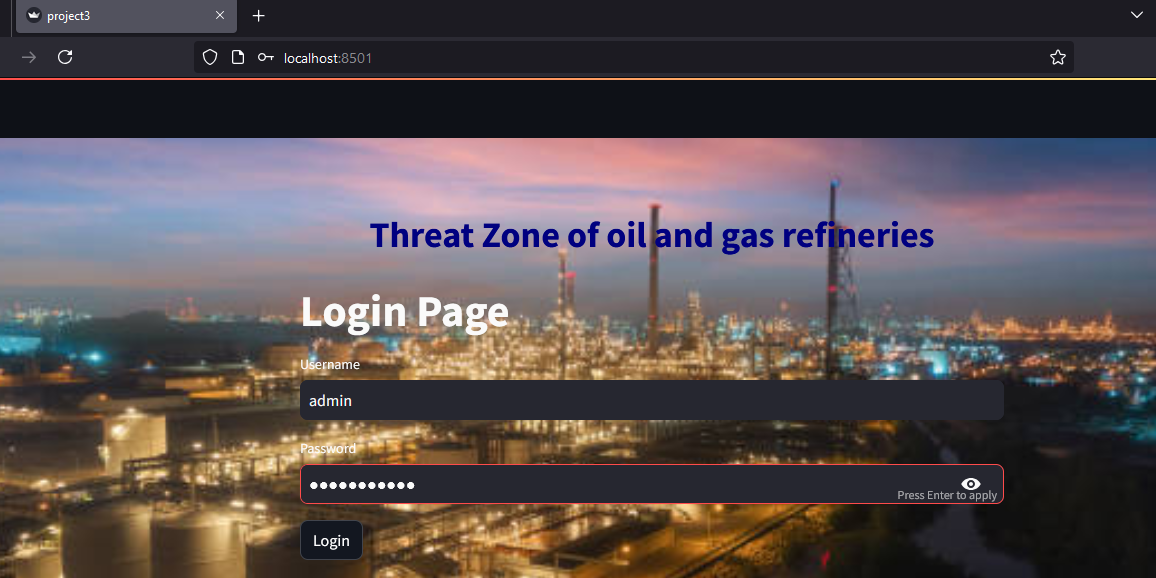 project3
localhost:8501
Threat Zone of oil and gas refineries
Login Page
Username
admin
Password
●●●●●●●●●●●
Press Enter to apply
Login